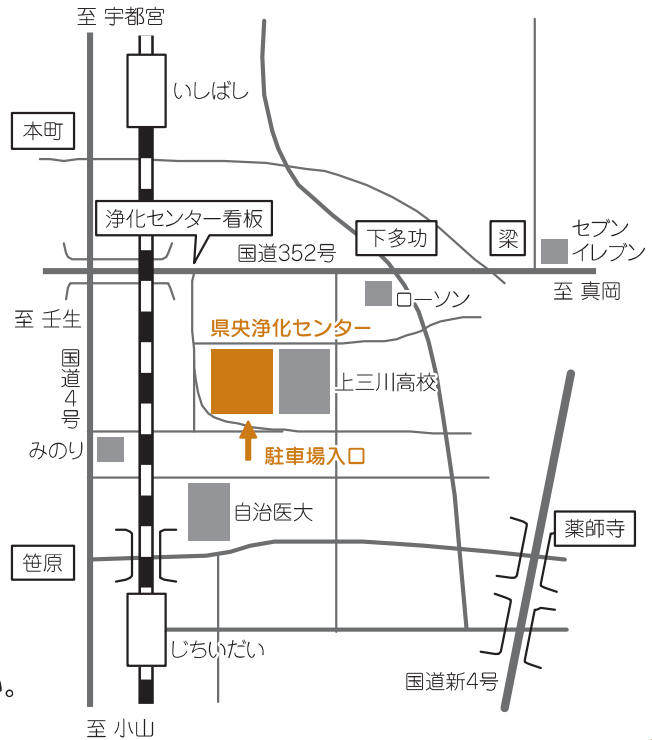 至 宇都宮
いしばし
本町
浄化センター看板
国道352号
下多功
梁
セブン
イレブン
至 真岡
ローソン
至 壬生
国道4号
県央浄化センター
上三川高校
みのり
駐車場入口
自治医大
薬師寺
笹原
じちいだい
国道新4号
。
至 小山